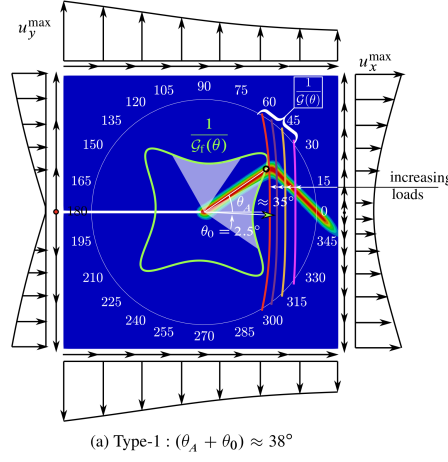 u_y^max
u_x^max
105 90 75
120 60
135 45
150 30
165 15
180 0
195 345
210 330
225 315
240 300
255 270 285
1/G_Γ(θ)
1/G(θ)
θ_A ≈ 35°
θ_0 = 2.5°
increasing
loads
(a) Type-1 : (θ_A + θ_0) ≈ 38°